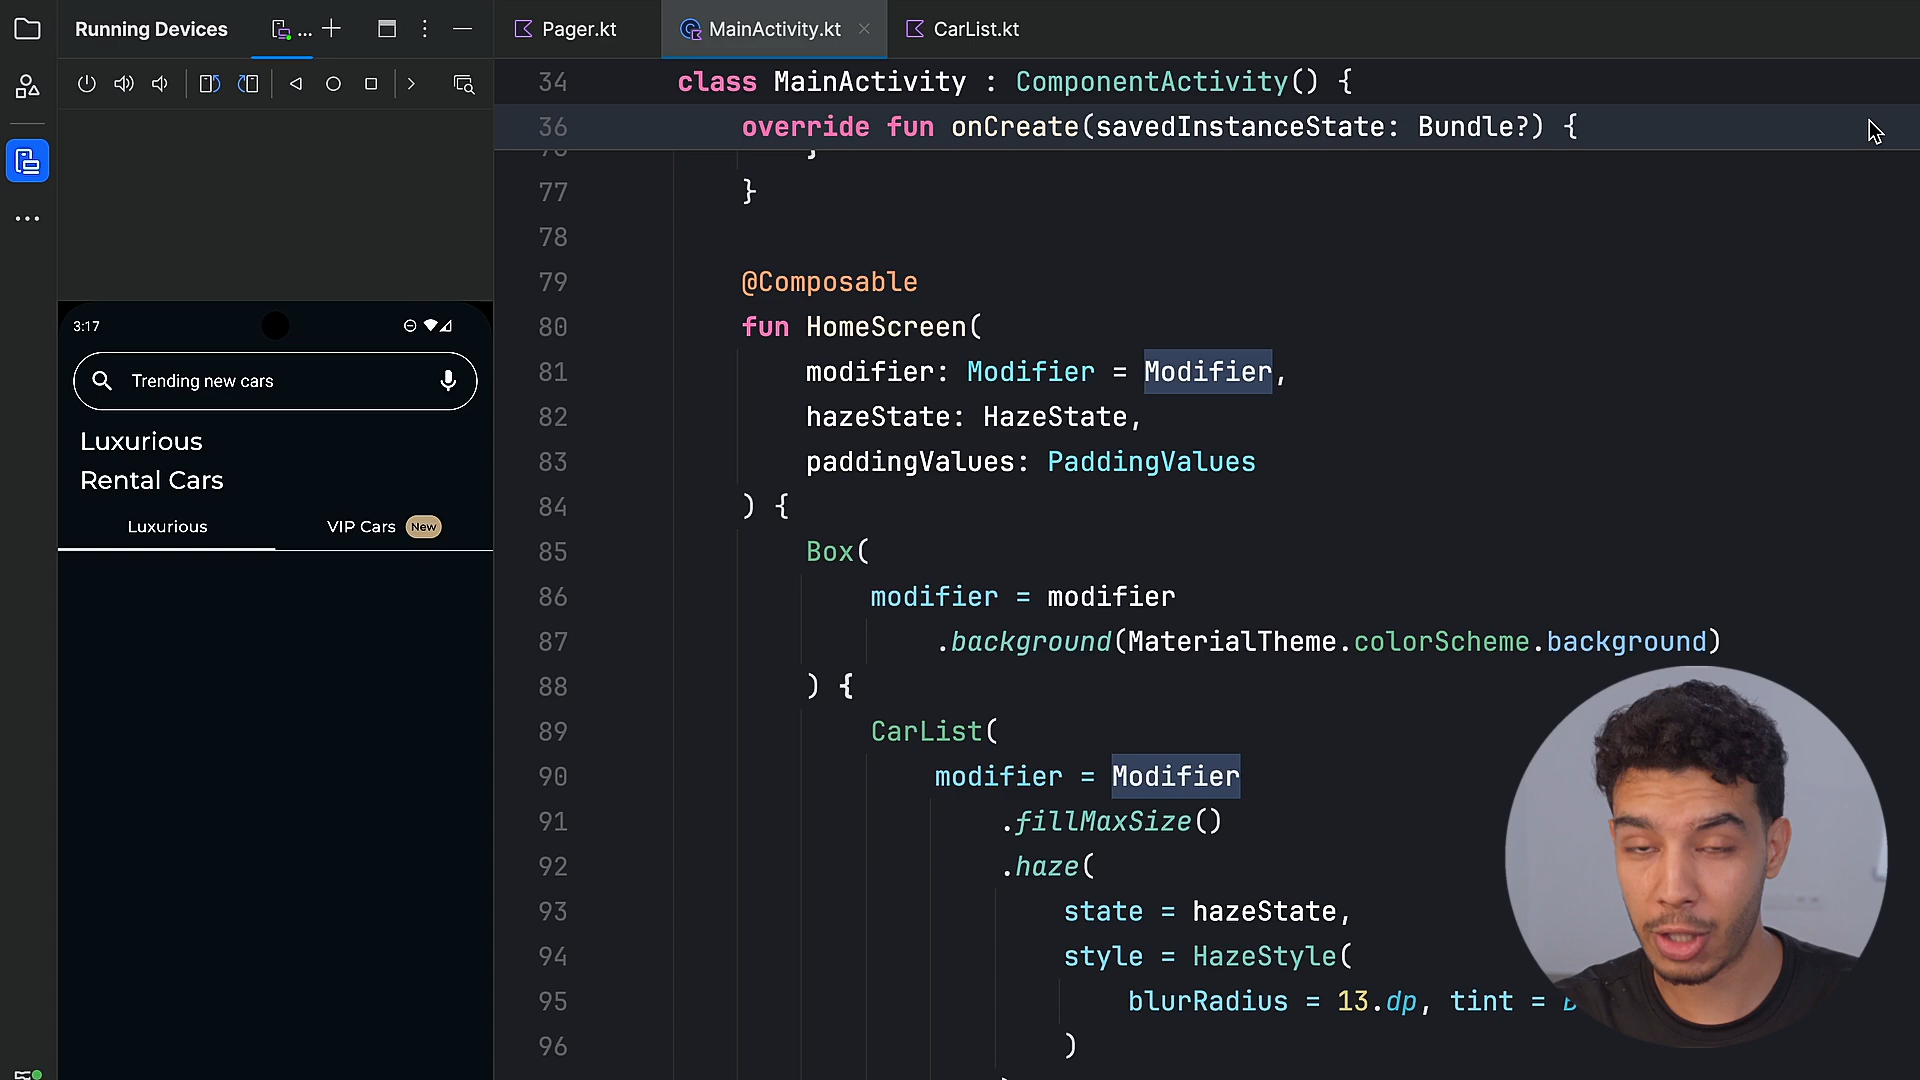 Running Devices
...
Pager.kt
MainActivity.kt
CarList.kt
34 class MainActivity : ComponentActivity() {
36 override fun onCreate(savedInstanceState: Bundle?) {
}
77 }
78
79 @Composable
80 fun HomeScreen(
81 modifier: Modifier = Modifier,
82 hazeState: HazeState,
83 paddingValues: PaddingValues
84 ) {
85 Box(
86 modifier = modifier
87 .background(MaterialTheme.colorScheme.background)
88 ) {
89 CarList(
90 modifier = Modifier
91 .fillMaxSize()
92 .haze(
93 state = hazeState,
94 style = HazeStyle(
95 blurRadius = 13.dp, tint =
96 )
3:17
Trending new cars
Luxurious
Rental Cars
Luxurious
VIP Cars New